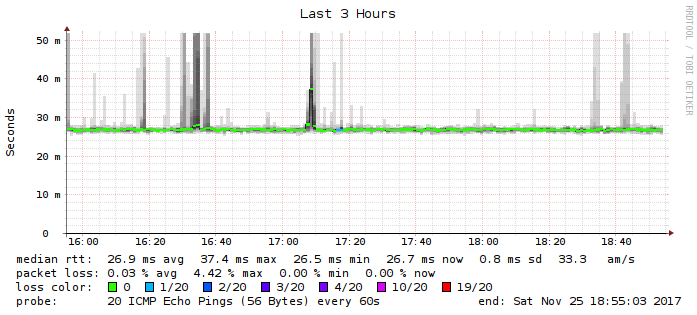 Last 3 Hours
RRDTOOL / TOBI OETIKER
Seconds
50 m
40 m
30 m
20 m
10 m
0
16:00 16:20 16:40 17:00 17:20 17:40 18:00 18:20 18:40
median rtt: 26.9 ms avg 37.4 ms max 26.5 ms min 26.7 ms now 0.8 ms sd 33.3 am/s
packet loss: 0.03 % avg 4.42 % max 0.00 % min 0.00 % now
loss color: 0 1/20 2/20 3/20 4/20 10/20 19/20
probe: 20 ICMP Echo Pings (56 Bytes) every 60s end: Sat Nov 25 18:55:03 2017